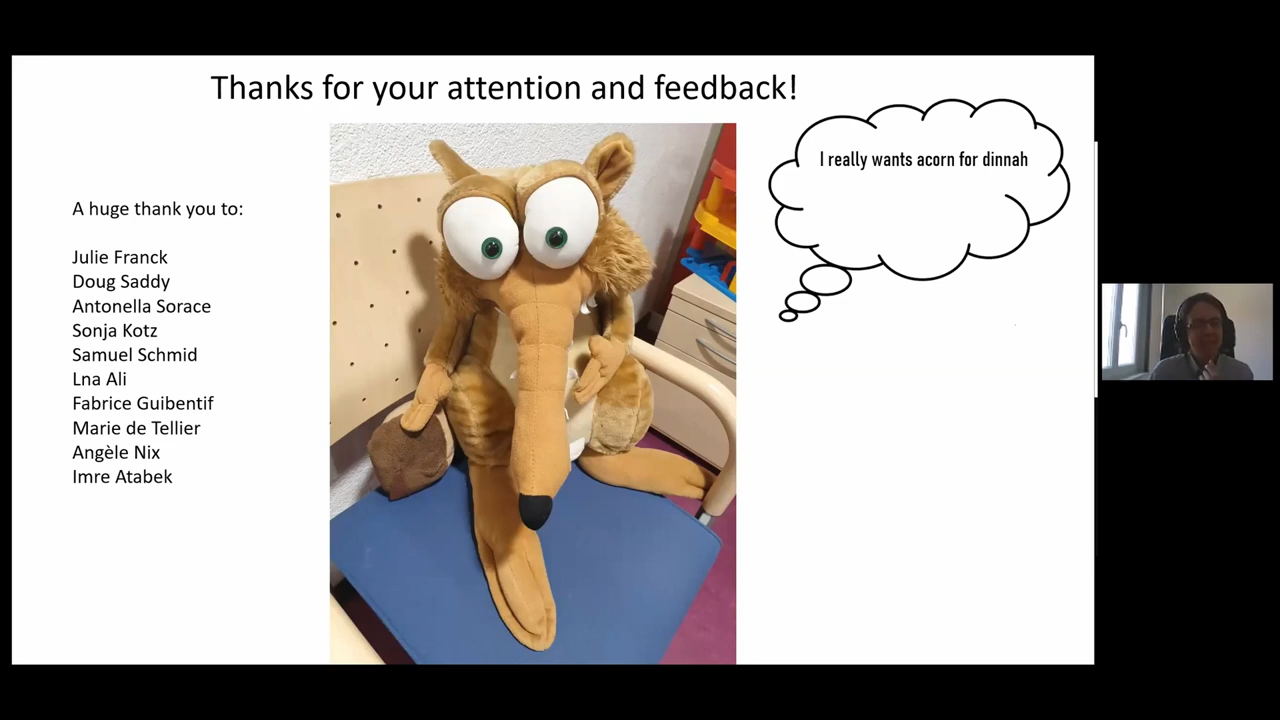 Thanks for your attention and feedback!
I really wants acorn for dinnah
A huge thank you to:
Julie Franck
Doug Saddy
Antonella Sorace
Sonja Kotz
Samuel Schmid
Lna Ali
Fabrice Guibentif
Marie de Tellier
Angèle Nix
Imre Atabek